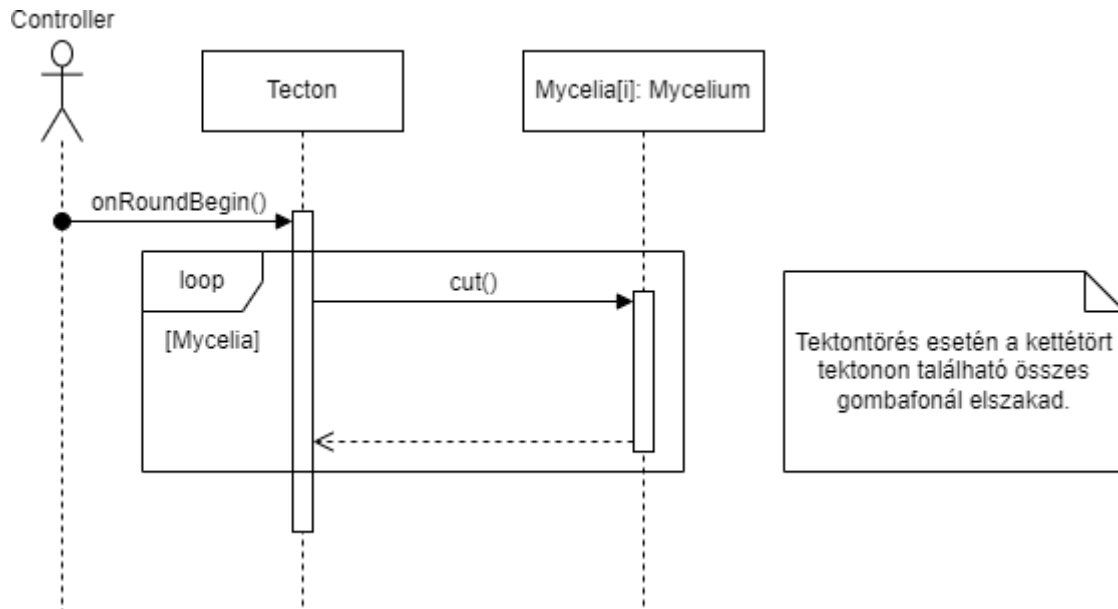 Controller
Tecton
Mycelia[i]: Mycelium
onRoundBegin()
loop
cut()
[Mycelia]
Tektontörés esetén a kettétört
tektonon található összes
gombafonál elszakad.